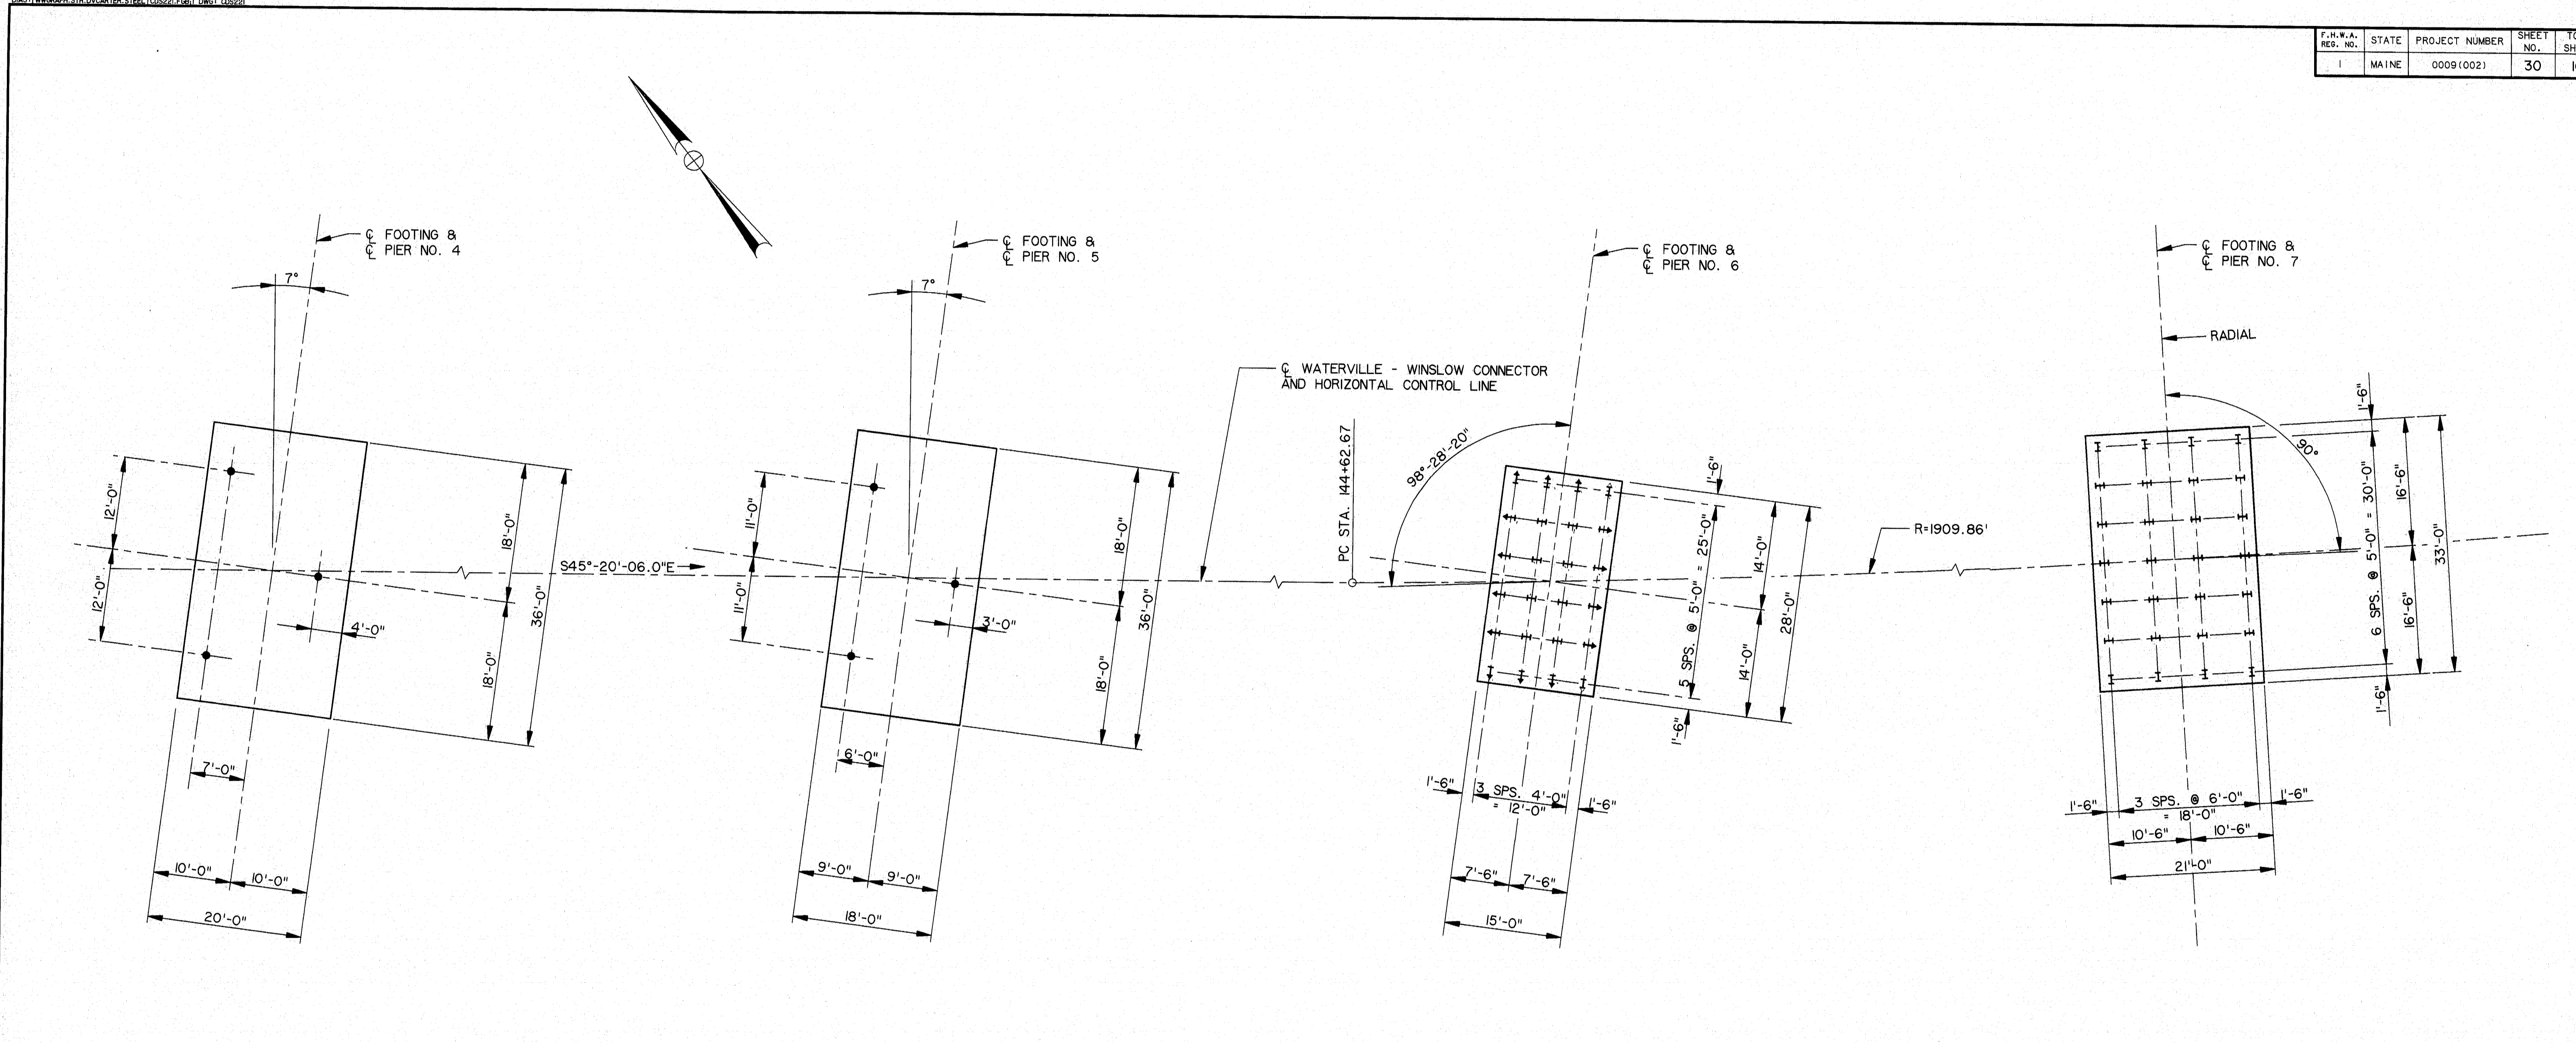 F.H.W.A. REG. NO. STATE PROJECT NUMBER SHEET NO.
1 MAINE 0009(002) 30
℄ FOOTING &
℄ PIER NO. 4
7°
12'-0"
12'-0"
18'-0"
18'-0"
36'-0"
4'-0"
7'-0"
10'-0" 10'-0"
20'-0"
S45°-20'-06.0"E
℄ FOOTING &
℄ PIER NO. 5
7°
11'-0"
11'-0"
18'-0"
18'-0"
36'-0"
3'-0"
6'-0"
9'-0" 9'-0"
18'-0"
℄ WATERVILLE - WINSLOW CONNECTOR
AND HORIZONTAL CONTROL LINE
PC STA. 144+62.67
℄ FOOTING &
℄ PIER NO. 6
98°-28'-20"
1'-6"
5 SPS. @ 5'-0" = 25'-0"
1'-6"
14'-0"
14'-0"
28'-0"
1'-6" 3 SPS. 4'-0" 1'-6"
= 12'-0"
7'-6" 7'-6"
15'-0"
R=1909.86'
℄ FOOTING &
℄ PIER NO. 7
RADIAL
90°
1'-6"
6 SPS. @ 5'-0" = 30'-0"
1'-6"
16'-6"
16'-6"
33'-0"
1'-6" 3 SPS. @ 6'-0" 1'-6"
= 18'-0"
10'-6" 10'-6"
21'-0"